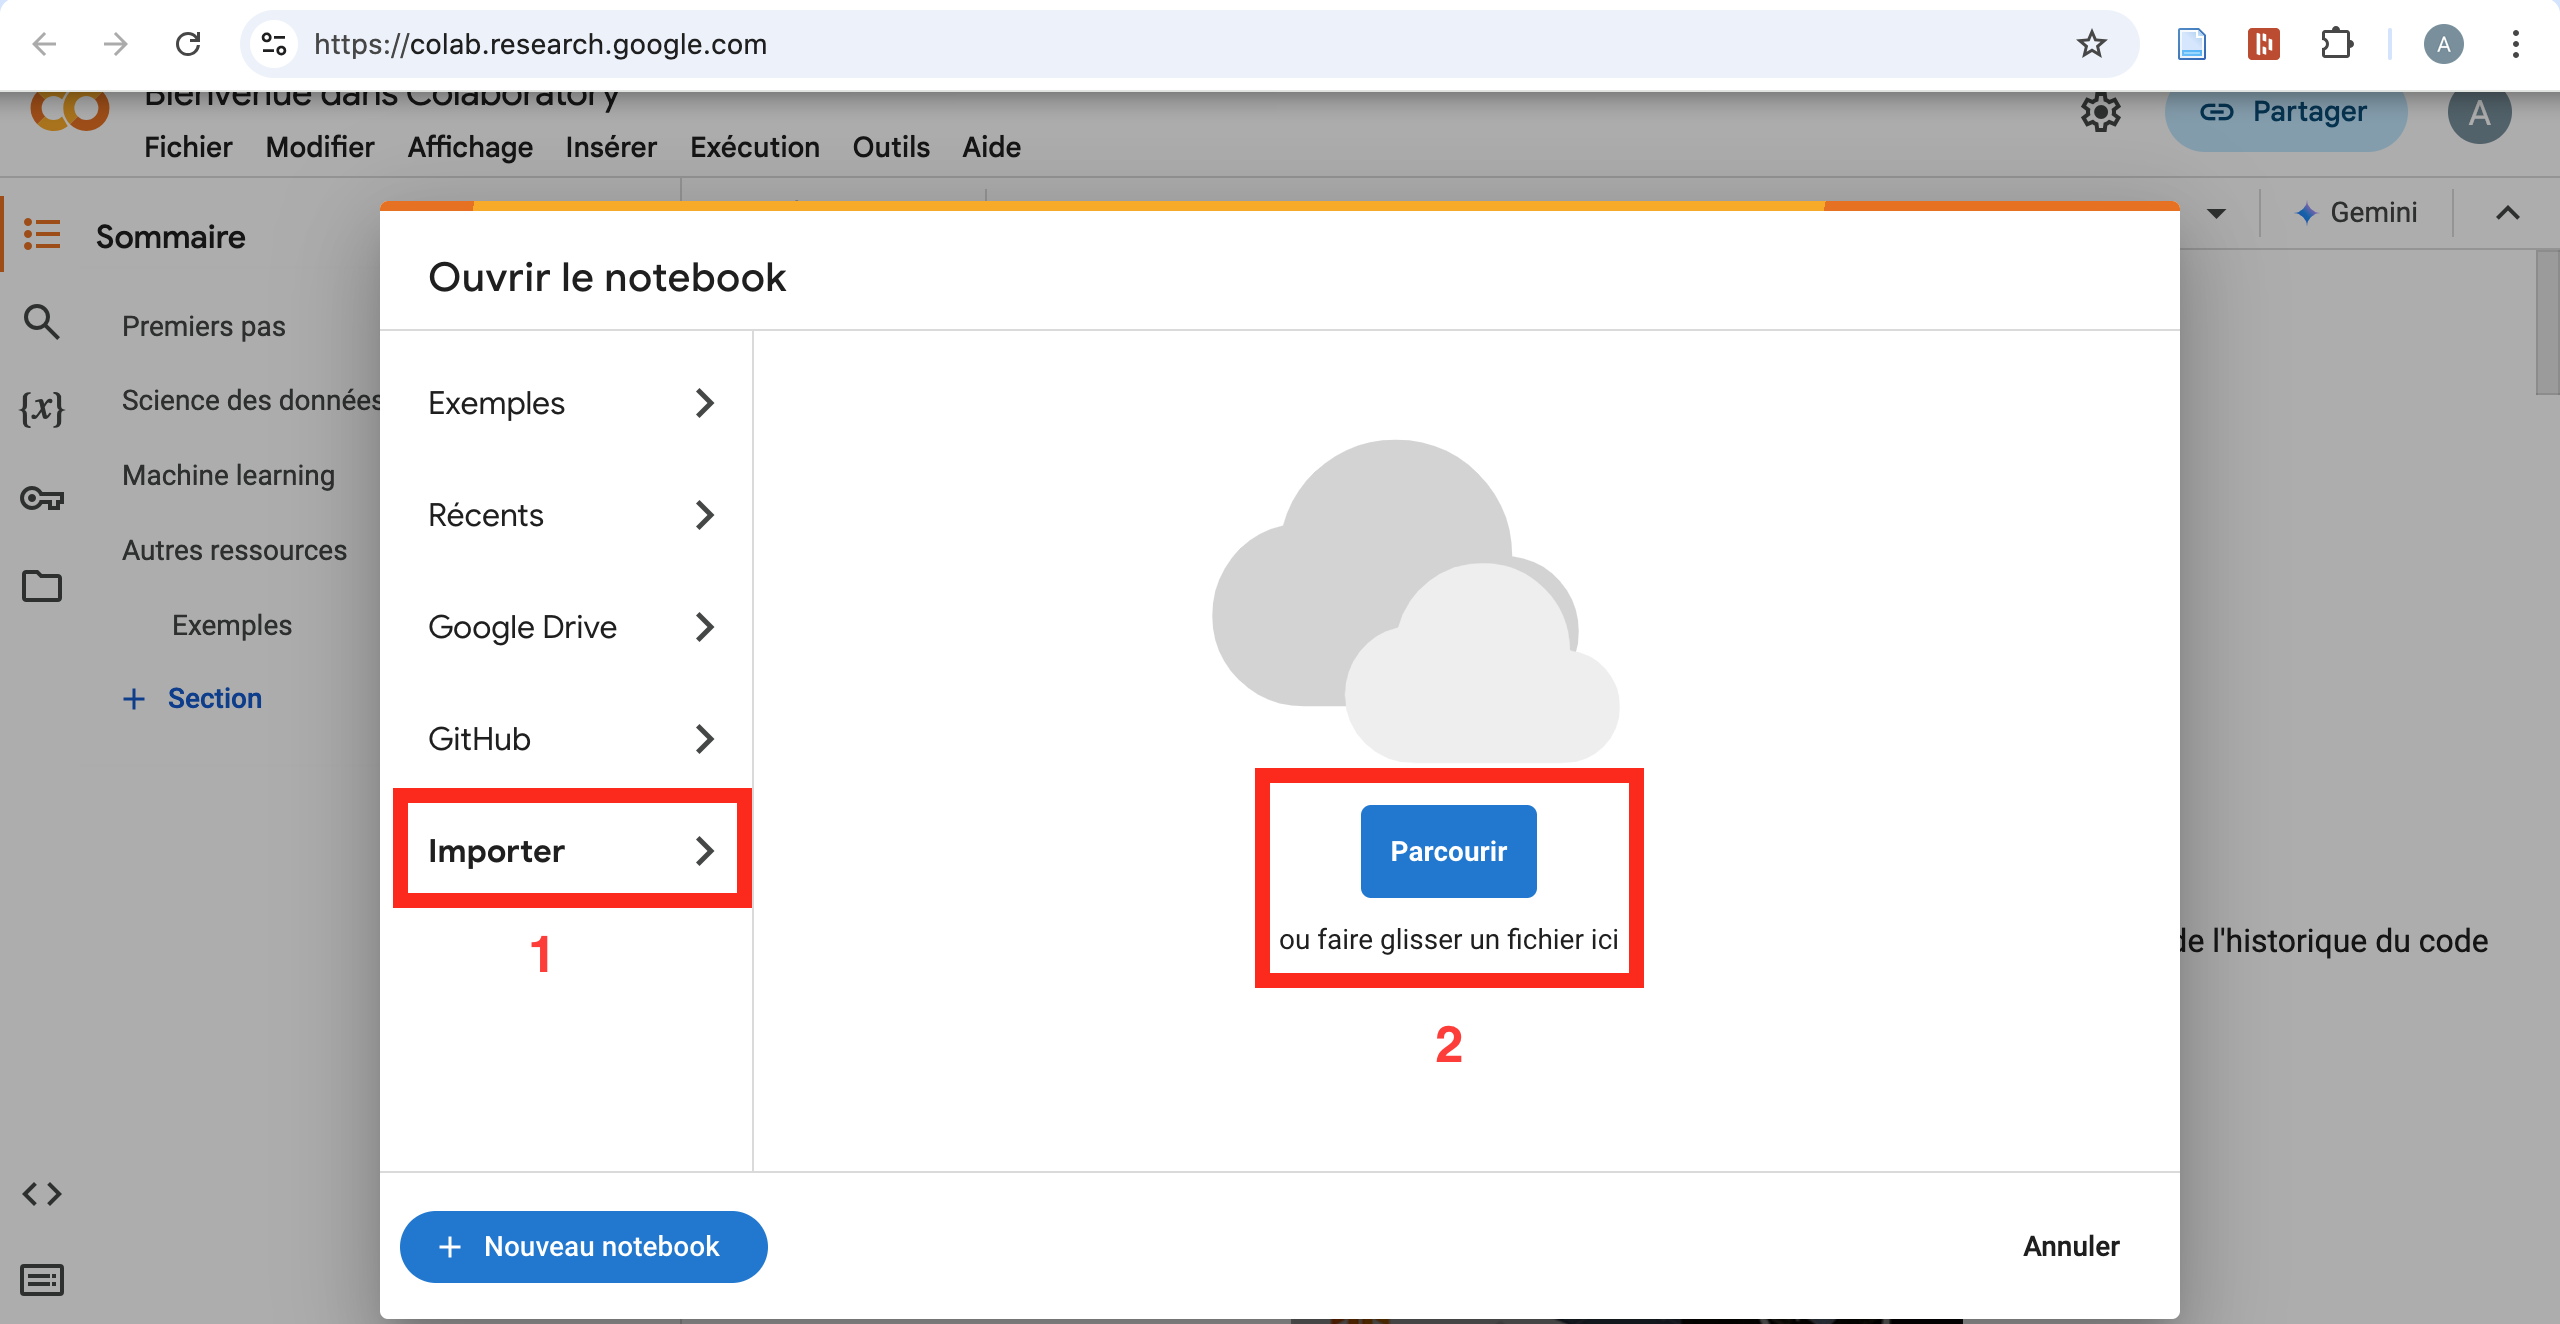 https://colab.research.google.com
A
Bienvenue dans Colaboratory
Fichier Modifier Affichage Insérer Exécution Outils Aide
Partager
A
Gemini
Sommaire
Premiers pas
Science des données
Machine learning
Autres ressources
Exemples
Section
Ouvrir le notebook
Exemples
Récents
Google Drive
GitHub
Importer
1
Parcourir
ou faire glisser un fichier ici
2
de l'historique du code
Nouveau notebook
Annuler